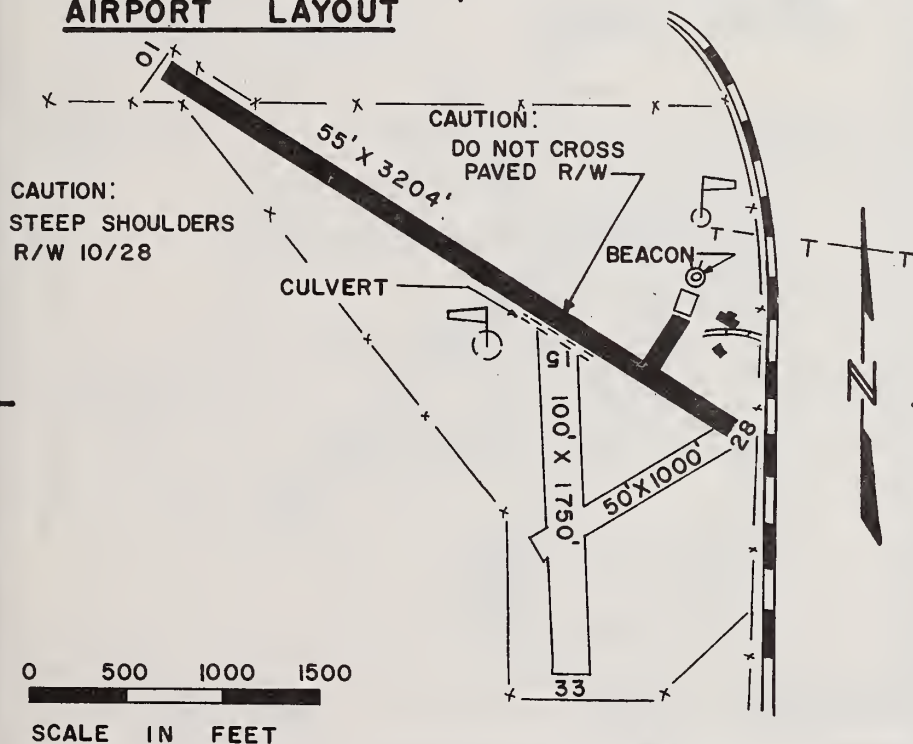 AIRPORT LAYOUT
10
55' X 3204'
CAUTION:
DO NOT CROSS
PAVED R/W
CAUTION:
STEEP SHOULDERS
R/W 10/28
T
T
T
BEACON
CULVERT
15
N
28
100' X 1750'
50' X 1000'
33
0 500 1000 1500
SCALE IN FEET